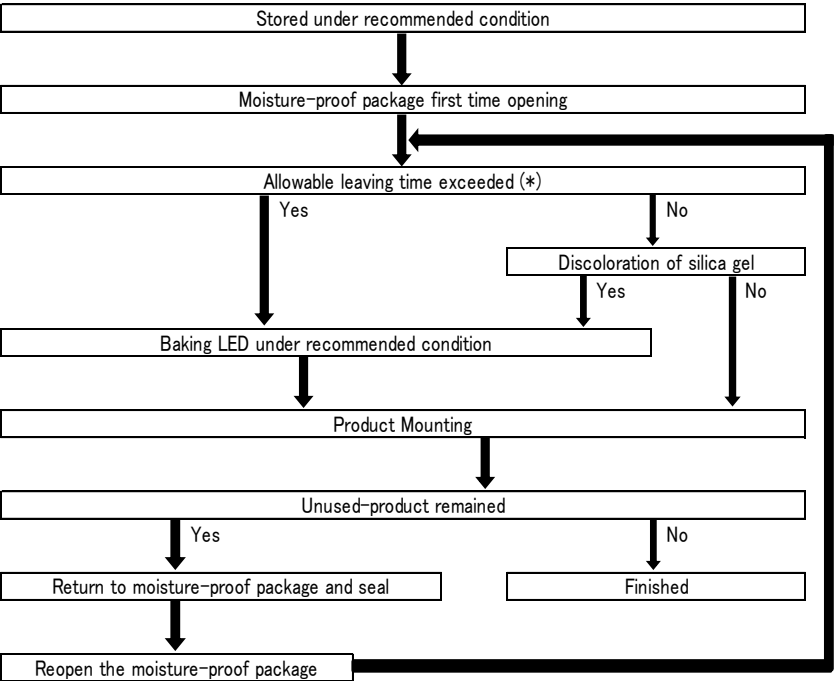 Stored under recommended condition
Moisture-proof package first time opening
Allowable leaving time exceeded (*)
Yes
No
Discoloration of silica gel
Yes
No
Baking LED under recommended condition
Product Mounting
Unused-product remained
Yes
No
Return to moisture-proof package and seal
Finished
Reopen the moisture-proof package